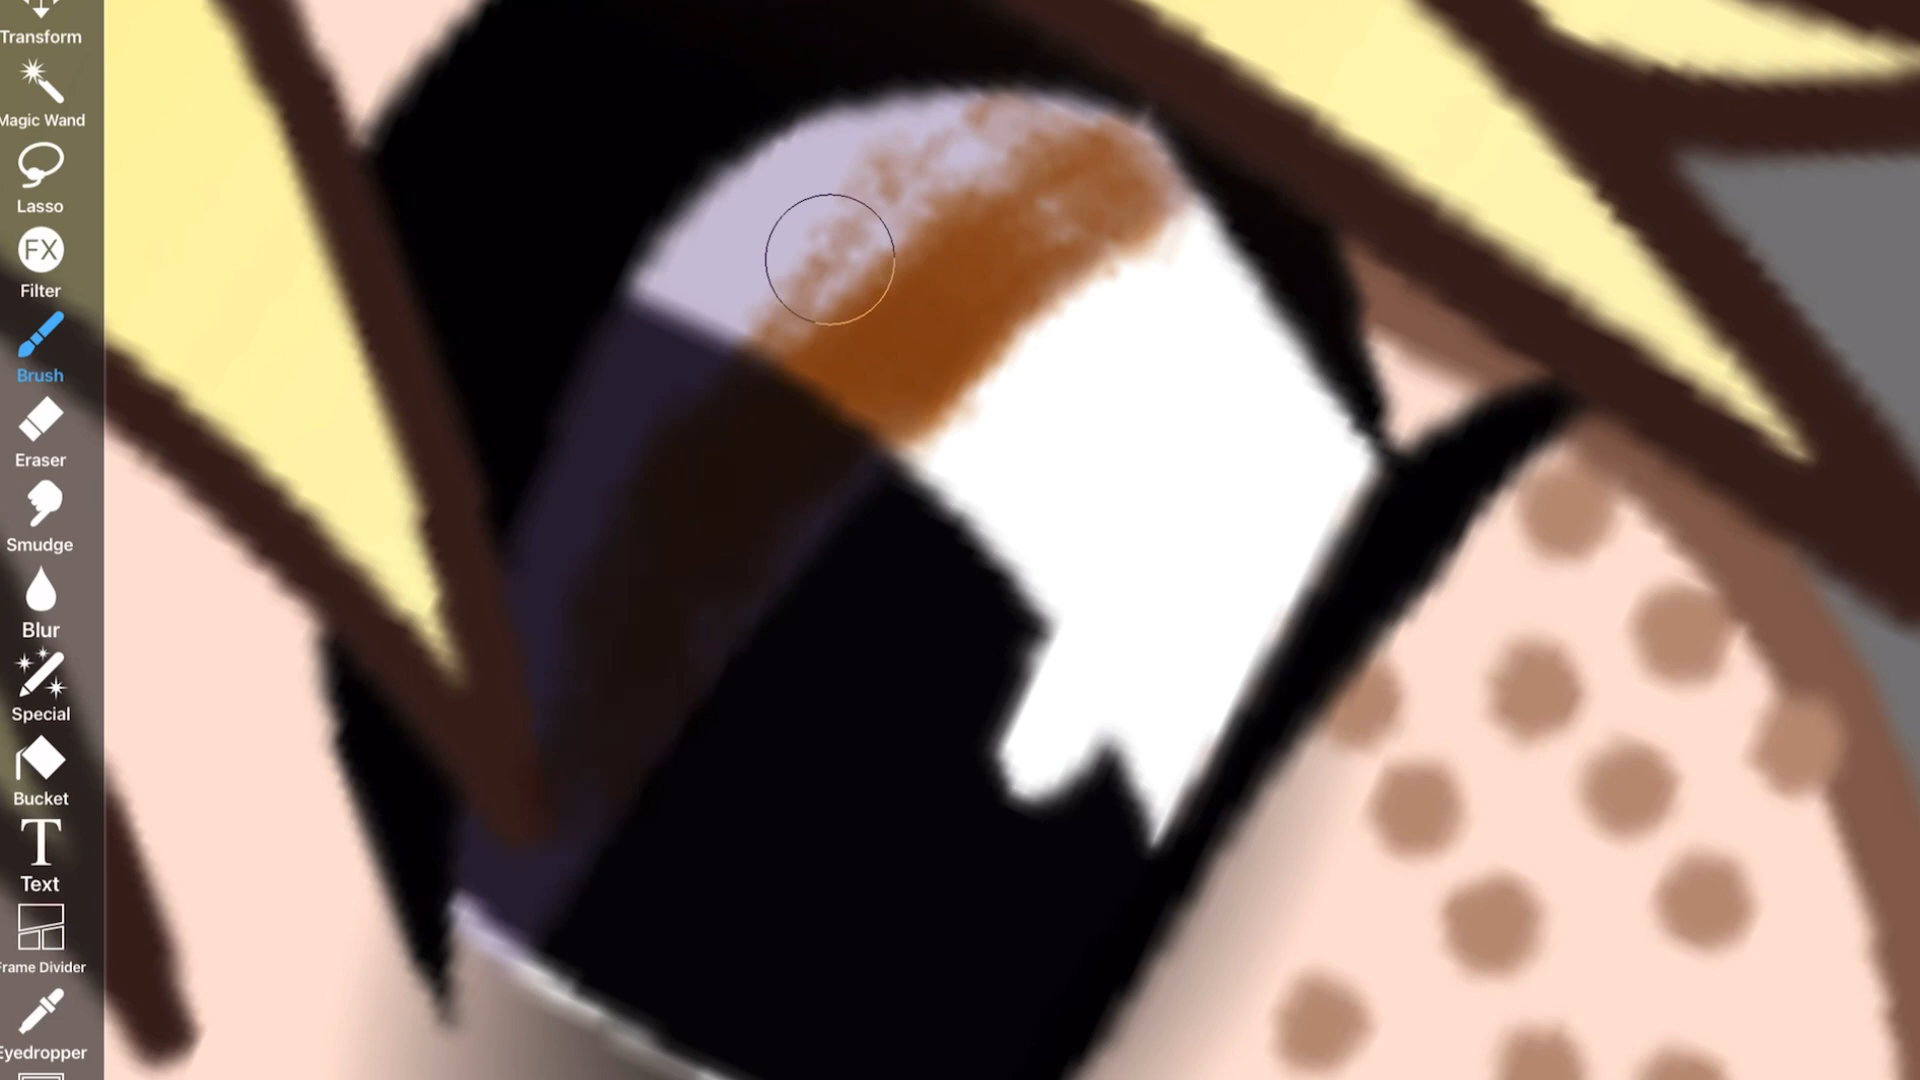 Transform
Magic Wand
Lasso
FX
Filter
Brush
Eraser
Smudge
Blur
Special
Bucket
T
Text
Frame Divider
Eyedropper